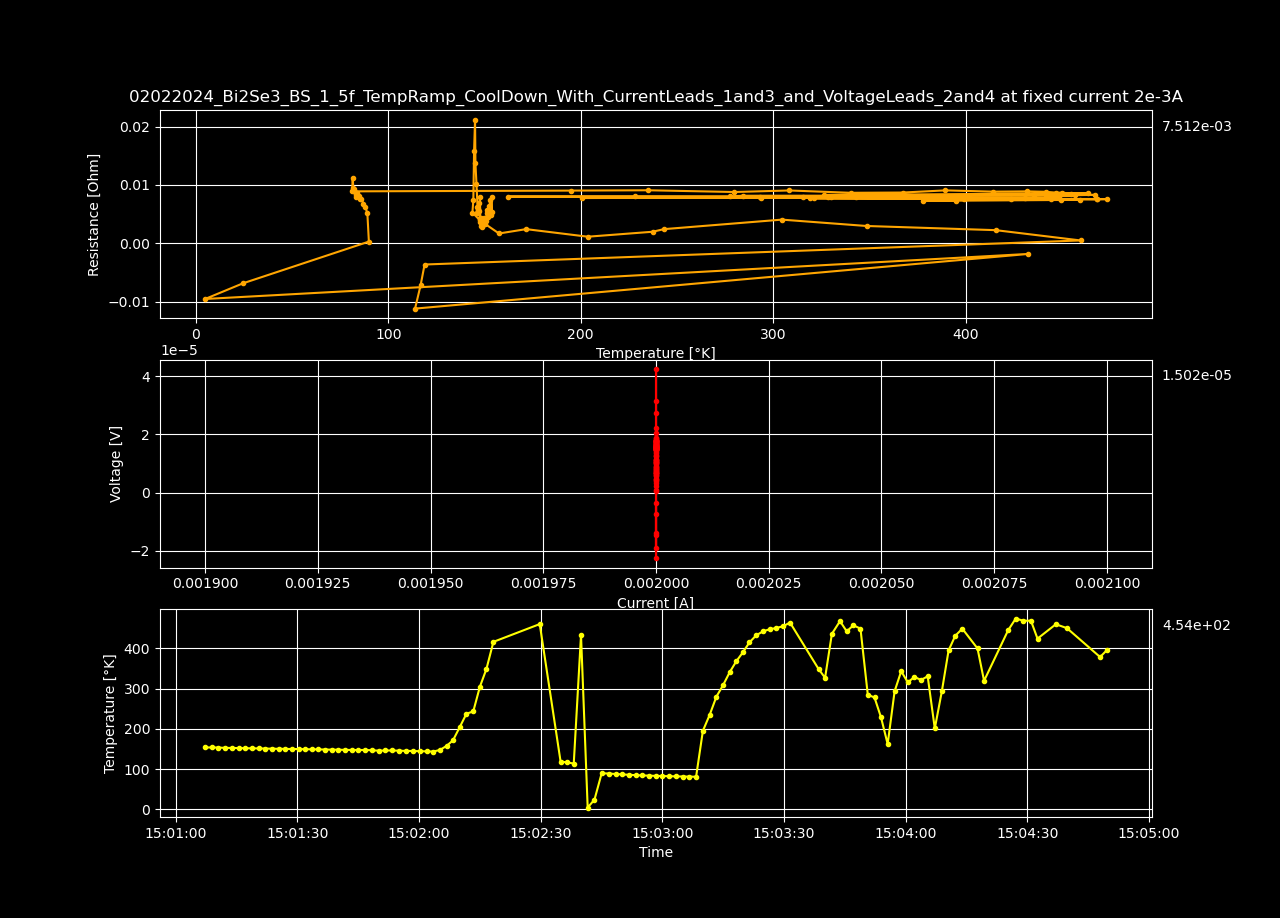 02022024_Bi2Se3_BS_1_5f_TempRamp_CoolDown_With_CurrentLeads_1and3_and_VoltageLeads_2and4 at fixed current 2e-3A
7.512e-03
0.02
0.01
0.00
−0.01
Resistance [Ohm]
0 100 200 300 400
Temperature [°K]
1e−5
1.502e-05
4
2
0
−2
Voltage [V]
0.001900 0.001925 0.001950 0.001975 0.002000 0.002025 0.002050 0.002075 0.002100
Current [A]
4.54e+02
400
300
200
100
0
Temperature [°K]
15:01:00 15:01:30 15:02:00 15:02:30 15:03:00 15:03:30 15:04:00 15:04:30 15:05:00
Time